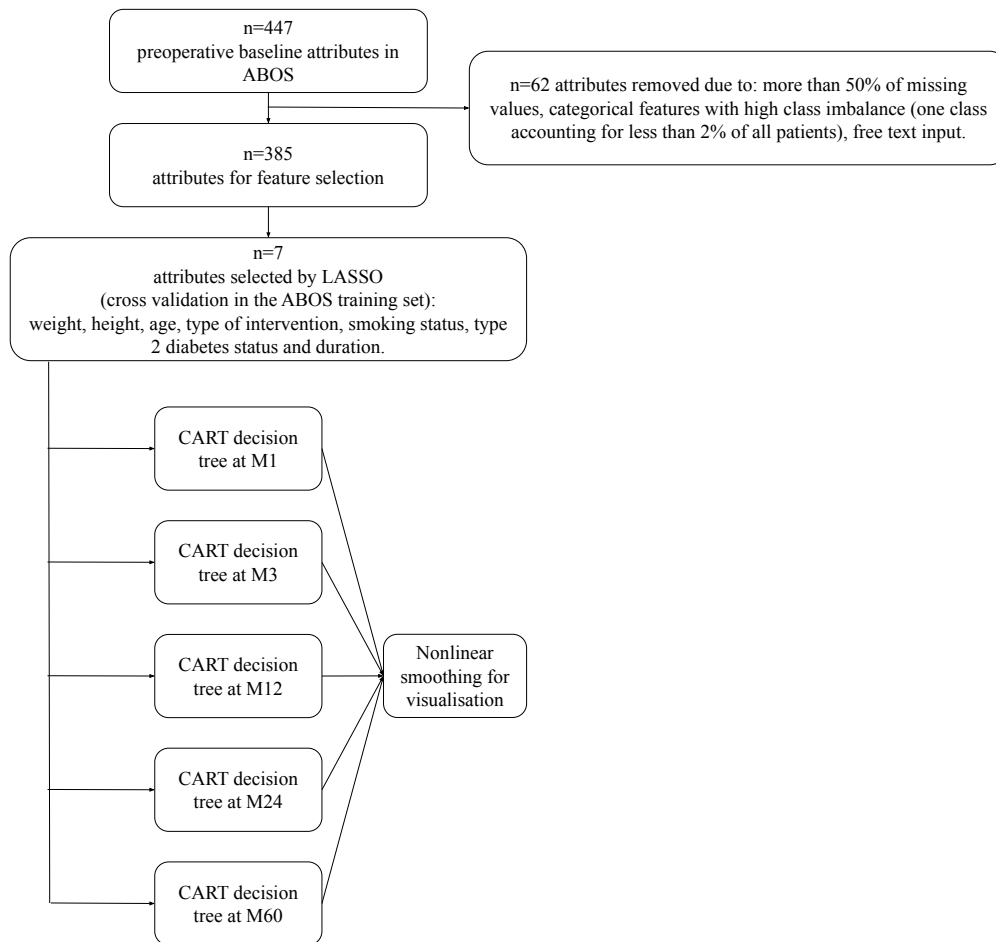 n=447
preoperative baseline attributes in
ABOS
n=62 attributes removed due to: more than 50% of missing
values, categorical features with high class imbalance (one class
accounting for less than 2% of all patients), free text input.
n=385
attributes for feature selection
n=7
attributes selected by LASSO
(cross validation in the ABOS training set):
weight, height, age, type of intervention, smoking status, type
2 diabetes status and duration.
CART decision
tree at M1
CART decision
tree at M3
CART decision
tree at M12
Nonlinear
smoothing for
visualisation
CART decision
tree at M24
CART decision
tree at M60